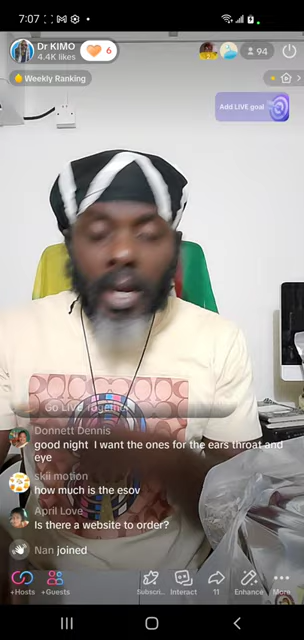 7:07
Dr KIMO
4.4K likes
6
94
Weekly Ranking
Add LIVE goal
Go LIVE Together
Donnett Dennis
good night I want the ones for the ears throat and
eye
skii motion
how much is the esov
April Love
Is there a website to order?
Nan joined
+Hosts
+Guests
Subscri...
Interact
11
Enhance
More